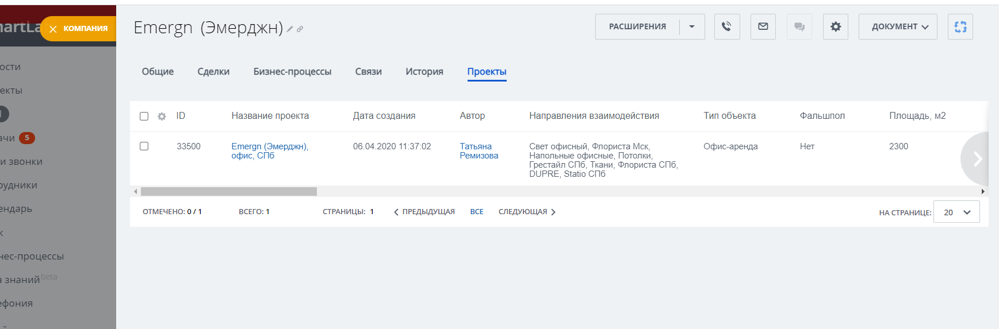 Emergn (Эмерджн)
РАСШИРЕНИЯ
ДОКУМЕНТ
КОМПАНИЯ
Общие
Сделки
Бизнес-процессы
Связи
История
Проекты
ID
Название проекта
Дата создания
Автор
Направления взаимодействия
Тип объекта
Фальшпол
Площадь, м2
33500
Emergn (Эмерджн),
офис, СПб
06.04.2020 11:37:02
Татьяна
Ремизова
Свет офисный, Флориста Мск,
Напольные офисные, Потолки,
Грестайл СПб, Ткани, Флориста СПб,
DUPRE, Statio СПб
Офис-аренда
Нет
2300
ОТМЕЧЕНО: 0 / 1
ВСЕГО: 1
СТРАНИЦЫ: 1
ПРЕДЫДУЩАЯ
ВСЕ
СЛЕДУЮЩАЯ
НА СТРАНИЦЕ:
20
martLa
ости
екты
ачи 5
и звонки
рудники
ендарь
к
нес-процессы
а знаний beta
ефония